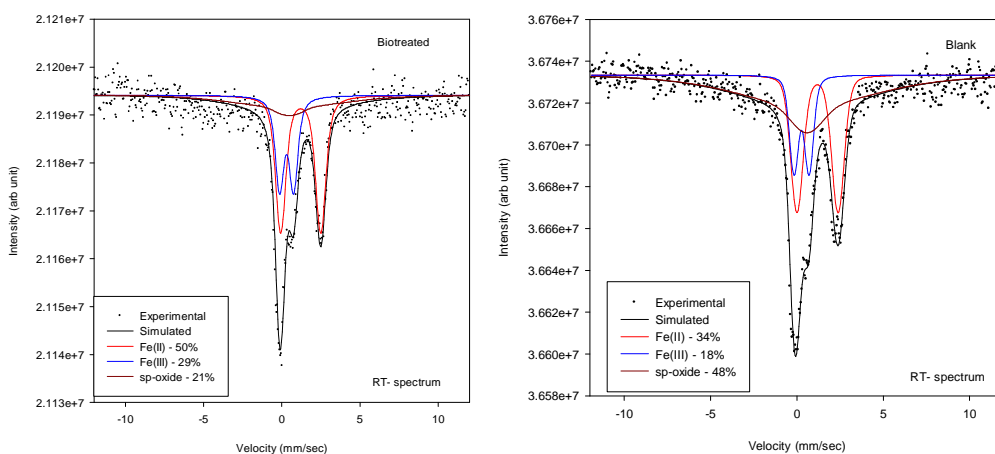 2.121e+7
2.120e+7
2.119e+7
2.118e+7
2.117e+7
2.116e+7
2.115e+7
2.114e+7
2.113e+7
Intensity (arb unit)
Biotreated
Experimental
Simulated
Fe(II) - 50%
Fe(III) - 29%
sp-oxide - 21%
RT- spectrum
-10 -5 0 5 10
Velocity (mm/sec)
3.676e+7
3.674e+7
3.672e+7
3.670e+7
3.668e+7
3.666e+7
3.664e+7
3.662e+7
3.660e+7
3.658e+7
Intensity (arb unit)
Blank
Experimental
Simulated
Fe(II) - 34%
Fe(III) - 18%
sp-oxide - 48%
RT- spectrum
-10 -5 0 5 10
Velocity (mm/sec)